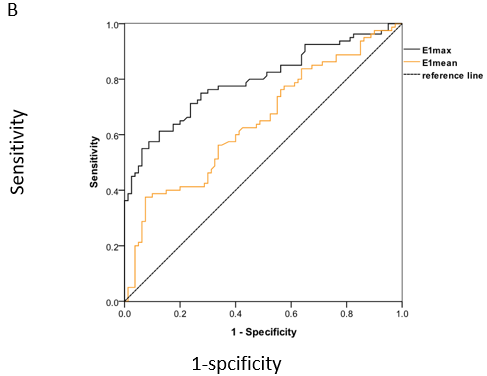 B
1.0
0.8
0.6
0.4
0.2
0.0
Sensitivity
Sensitivity
E1max
E1mean
reference line
0.0 0.2 0.4 0.6 0.8 1.0
1 - Specificity
1-spcificity